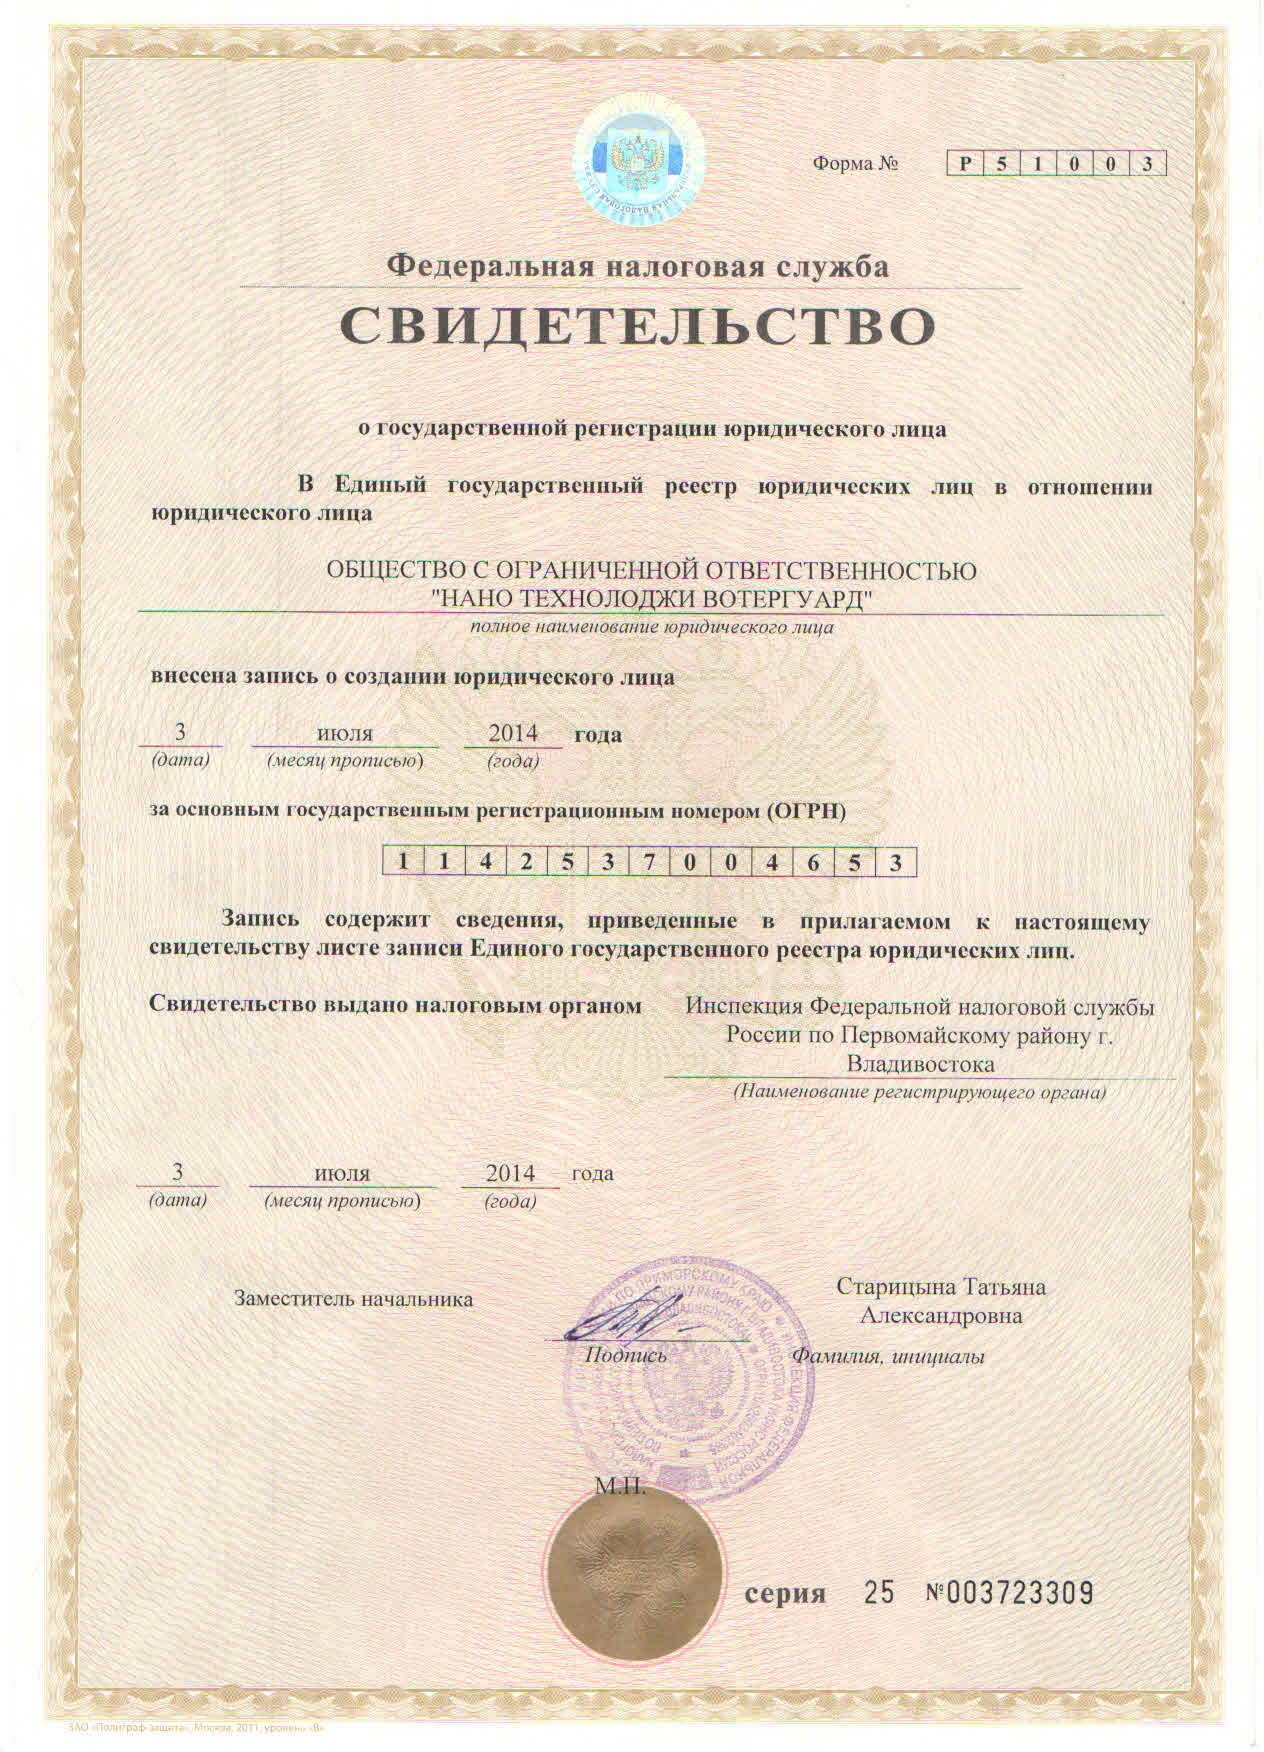 Форма № Р 5 1 0 0 3
Федеральная налоговая служба
СВИДЕТЕЛЬСТВО
о государственной регистрации юридического лица
В Единый государственный реестр юридических лиц в отношении
юридического лица
ОБЩЕСТВО С ОГРАНИЧЕННОЙ ОТВЕТСТВЕННОСТЬЮ
"НАНО ТЕХНОЛОДЖИ ВОТЕРГУАРД"
полное наименование юридического лица
внесена запись о создании юридического лица
3 июля 2014 года
(дата) (месяц прописью) (года)
за основным государственным регистрационным номером (ОГРН)
1 1 4 2 5 3 7 0 0 4 6 5 3
Запись содержит сведения, приведенные в прилагаемом к настоящему
свидетельству листе записи Единого государственного реестра юридических лиц.
Свидетельство выдано налоговым органом
Инспекция Федеральной налоговой службы
России по Первомайскому району г.
Владивостока
(Наименование регистрирующего органа)
3 июля 2014 года
(дата) (месяц прописью) (года)
Заместитель начальника
Старицына Татьяна
Александровна
Подпись
Фамилия, инициалы
М.П.
серия 25 №003723309
ЗАО «Полиграф-защита», Москва, 2011, уровень «В»